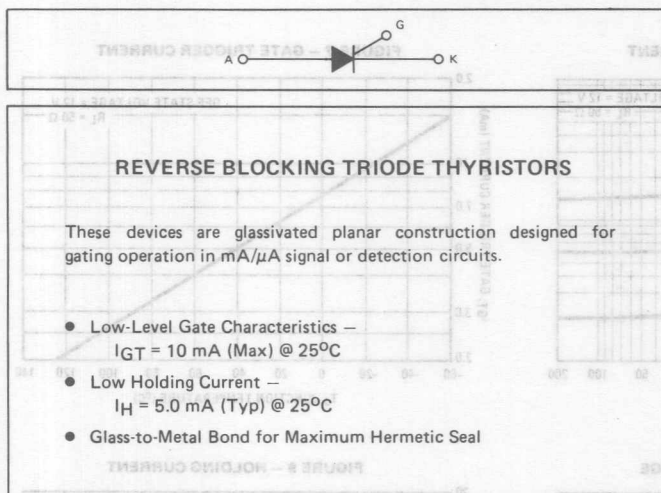 G
A K
REVERSE BLOCKING TRIODE THYRISTORS
These devices are glassivated planar construction designed for
gating operation in mA/μA signal or detection circuits.
● Low-Level Gate Characteristics —
IGT = 10 mA (Max) @ 25°C
● Low Holding Current —
IH = 5.0 mA (Typ) @ 25°C
● Glass-to-Metal Bond for Maximum Hermetic Seal